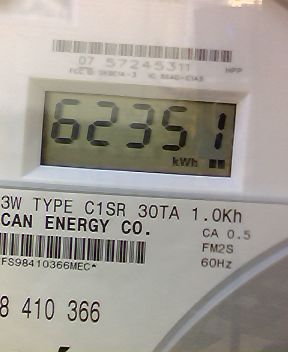 07 57245311
HPP
62351
kWh
3W TYPE C1SR 30TA 1.0Kh
CAN ENERGY CO.
CA 0.5
FM2S
60Hz
FS98410366MEC*
8 410 366